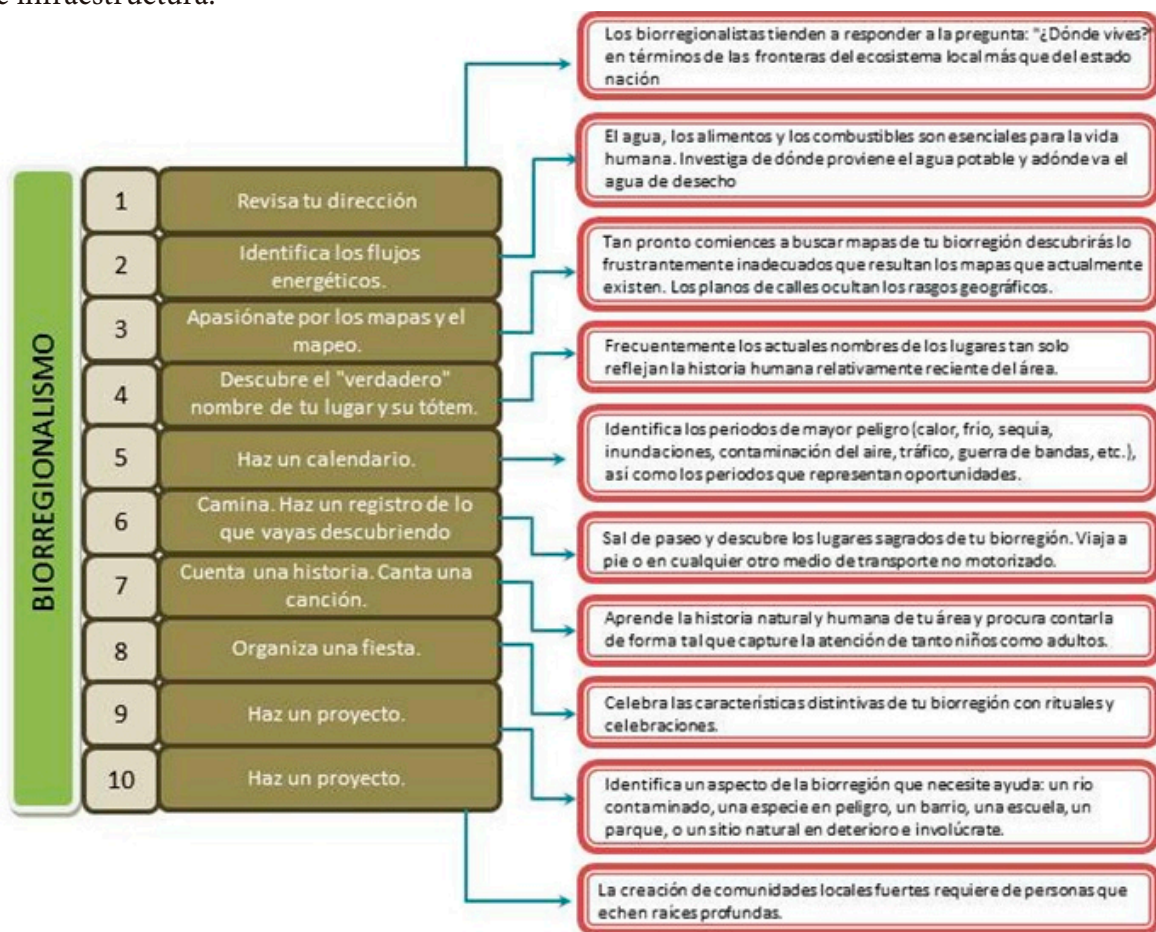 e infraestructura.
BIORREGIONALISMO
1
Revisa tu dirección
2
Identifica los flujos
energéticos.
3
Apasiónate por los mapas y el
mapeo.
4
Descubre el "verdadero"
nombre de tu lugar y su tótem.
5
Haz un calendario.
6
Camina. Haz un registro de lo
que vayas descubriendo
7
Cuenta una historia. Canta una
canción.
8
Organiza una fiesta.
9
Haz un proyecto.
10
Haz un proyecto.
Los biorregionalistas tienden a responder a la pregunta: "¿Dónde vives?"
en términos de las fronteras del ecosistema local más que del estado
nación
El agua, los alimentos y los combustibles son esenciales para la vida
humana. Investiga de dónde proviene el agua potable y adónde va el
agua de desecho
Tan pronto comiences a buscar mapas de tu biorregión descubrirás lo
frustrantemente inadecuados que resultan los mapas que actualmente
existen. Los planos de calles ocultan los rasgos geográficos.
Frecuentemente los actuales nombres de los lugares tan solo
reflejan la historia humana relativamente reciente del área.
Identifica los periodos de mayor peligro (calor, frío, sequía,
inundaciones, contaminación del aire, tráfico, guerra de bandas, etc.),
así como los periodos que representan oportunidades.
Sal de paseo y descubre los lugares sagrados de tu biorregión. Viaja a
pie o en cualquier otro medio de transporte no motorizado.
Aprende la historia natural y humana de tu área y procura contarla
de forma tal que capture la atención de tanto niños como adultos.
Celebra las características distintivas de tu biorregión con rituales y
celebraciones.
Identifica un aspecto de la biorregión que necesite ayuda: un río
contaminado, una especie en peligro, un barrio, una escuela, un
parque, o un sitio natural en deterioro e involúcrate.
La creación de comunidades locales fuertes requiere de personas que
echen raíces profundas.